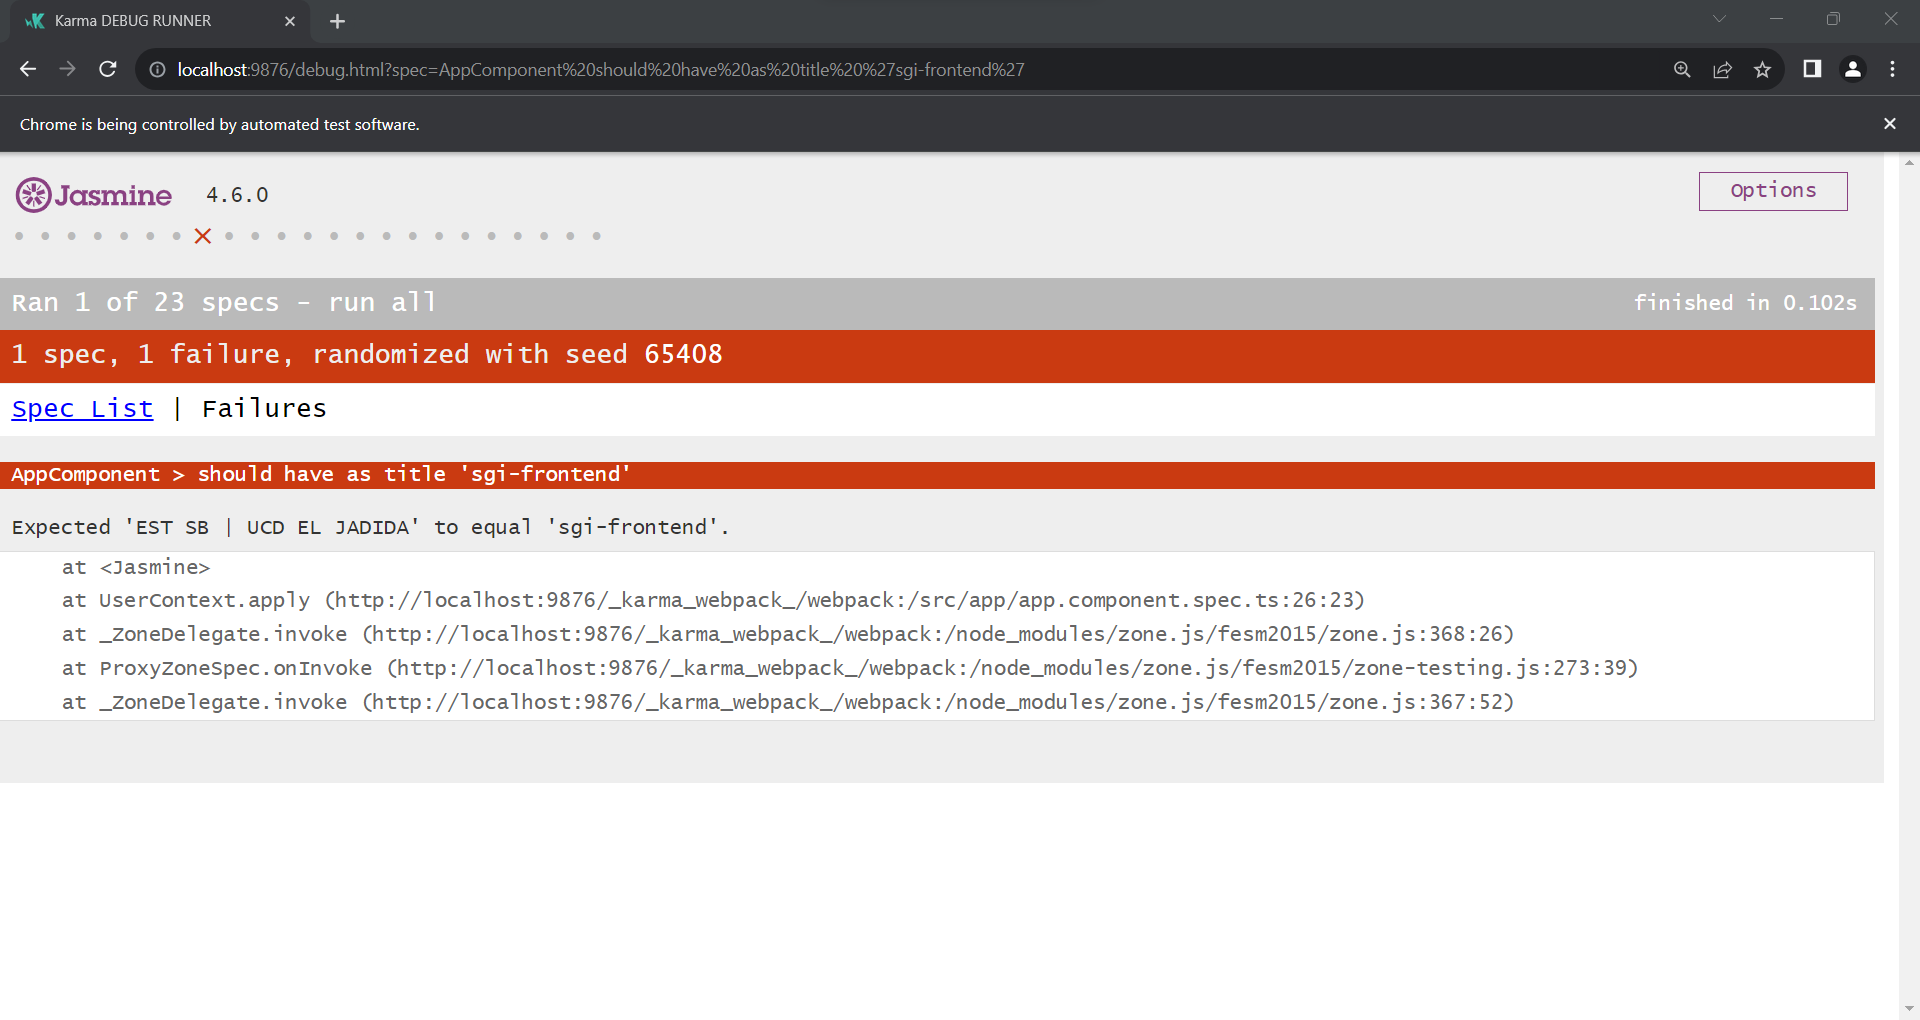 Karma DEBUG RUNNER
localhost:9876/debug.html?spec=AppComponent%20should%20have%20as%20title%20%27sgi-frontend%27
Chrome is being controlled by automated test software.
Jasmine 4.6.0
Options
Ran 1 of 23 specs - run all
finished in 0.102s
1 spec, 1 failure, randomized with seed 65408
Spec List | Failures
AppComponent > should have as title 'sgi-frontend'
Expected 'EST SB | UCD EL JADIDA' to equal 'sgi-frontend'.
at <Jasmine>
at UserContext.apply (http://localhost:9876/_karma_webpack_/webpack:/src/app/app.component.spec.ts:26:23)
at _ZoneDelegate.invoke (http://localhost:9876/_karma_webpack_/webpack:/node_modules/zone.js/fesm2015/zone.js:368:26)
at ProxyZoneSpec.onInvoke (http://localhost:9876/_karma_webpack_/webpack:/node_modules/zone.js/fesm2015/zone-testing.js:273:39)
at _ZoneDelegate.invoke (http://localhost:9876/_karma_webpack_/webpack:/node_modules/zone.js/fesm2015/zone.js:367:52)